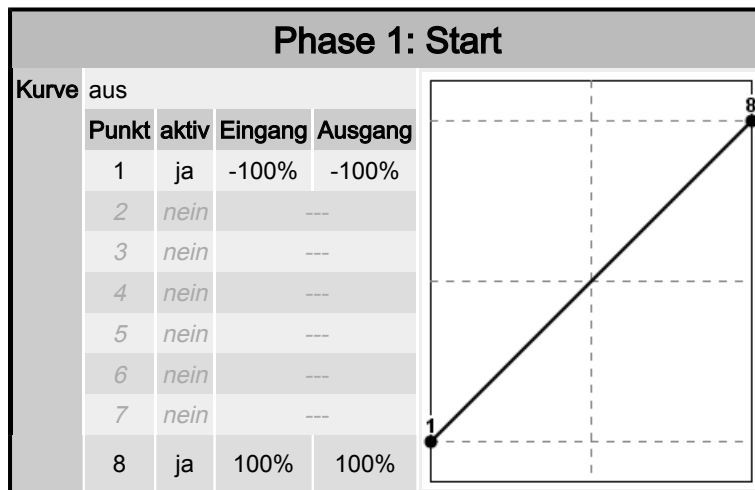 Phase 1: Start
Kurve aus
Punkt aktiv Eingang Ausgang
1 ja -100% -100%
2 nein ---
3 nein ---
4 nein ---
5 nein ---
6 nein ---
7 nein ---
8 ja 100% 100%
8
1